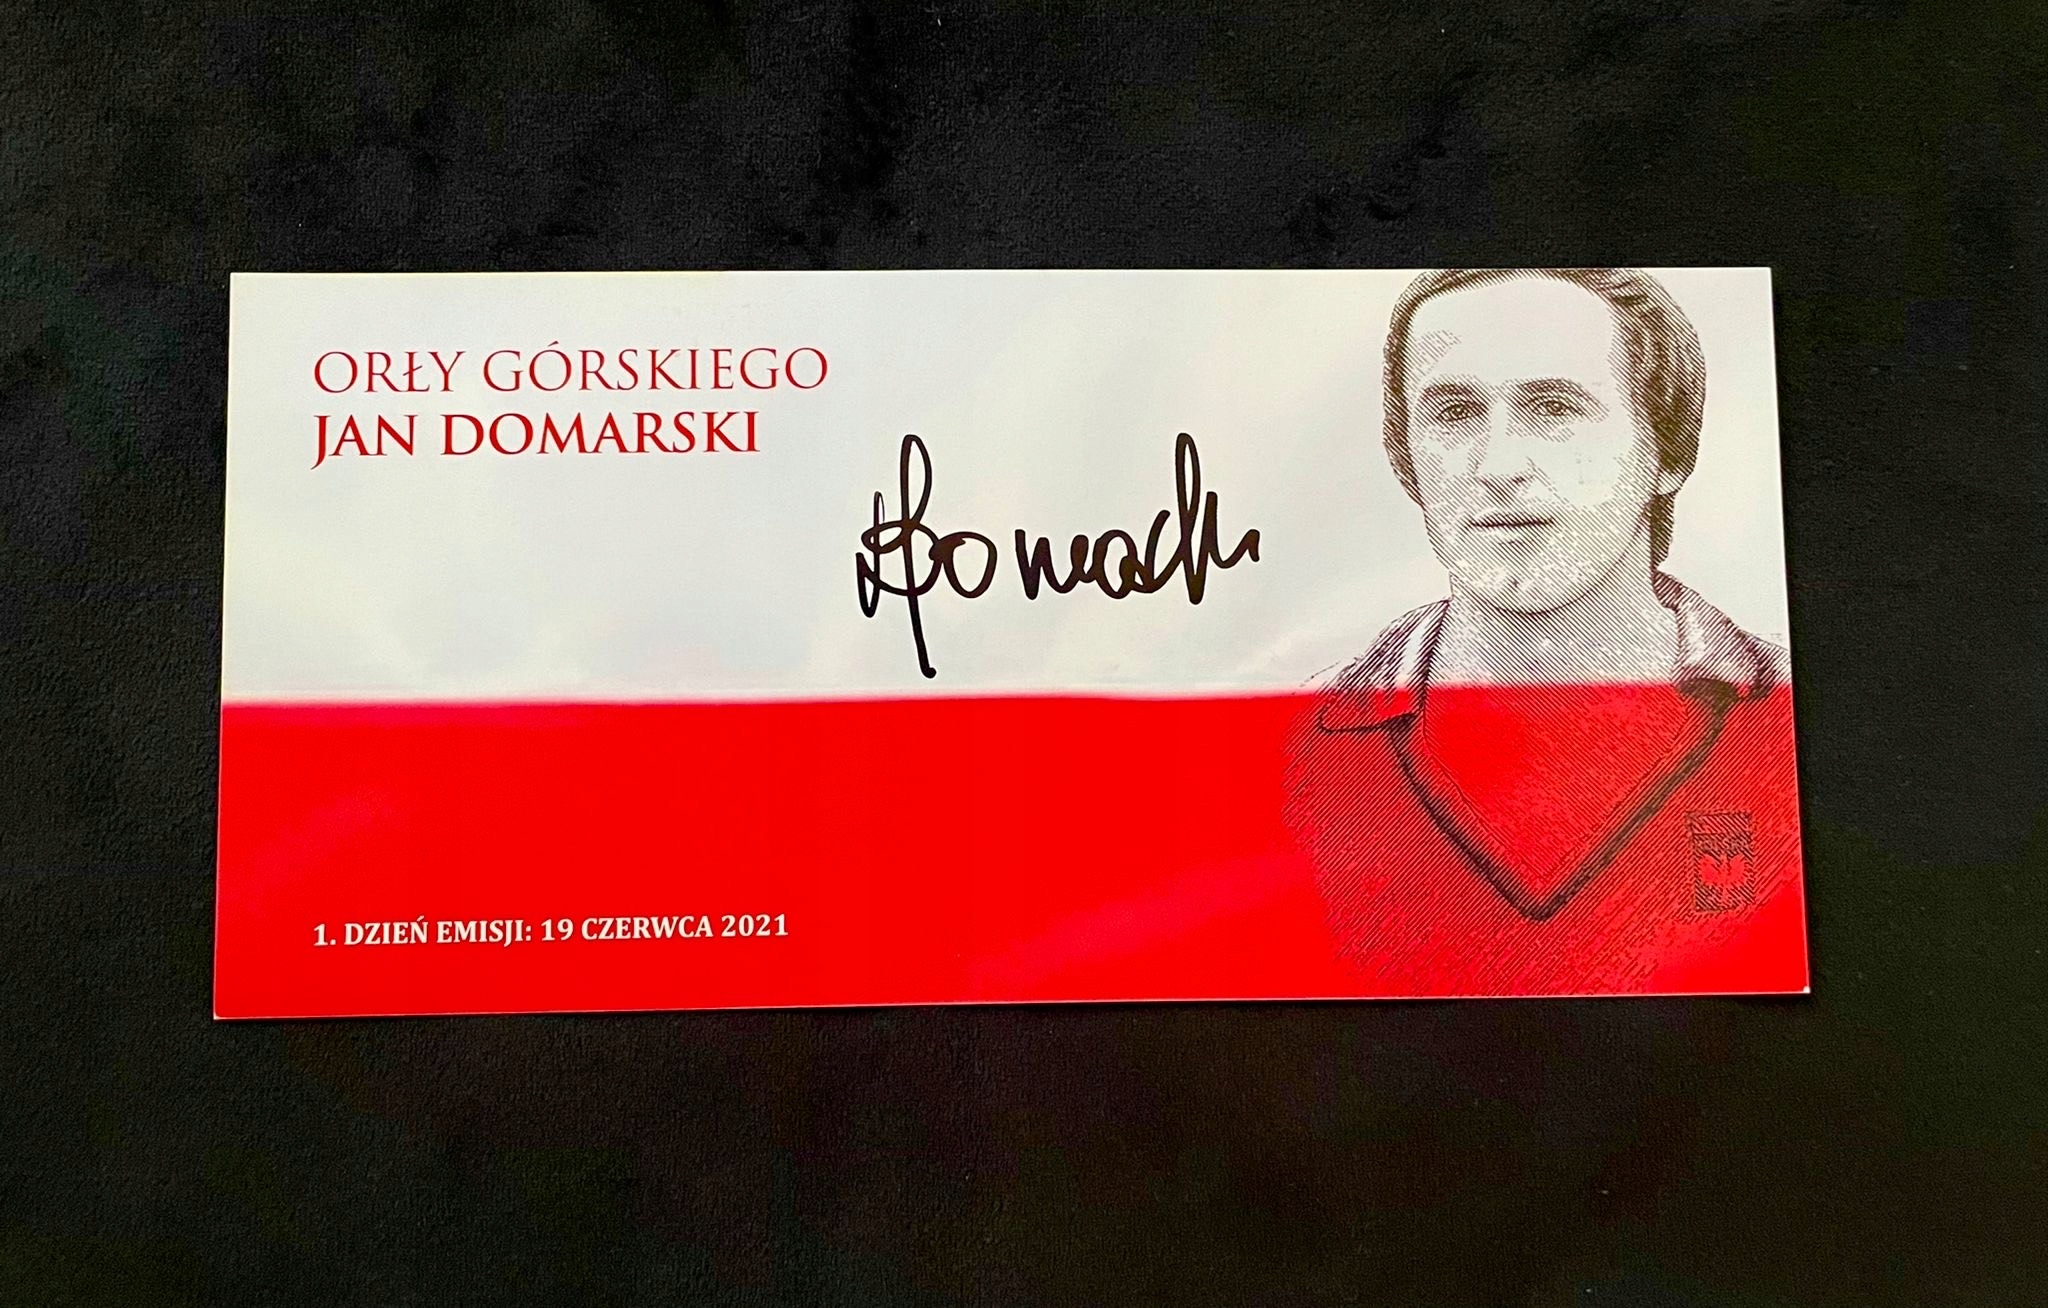 ORŁY GÓRSKIEGO
JAN DOMARSKI
1. DZIEŃ EMISJI: 19 CZERWCA 2021